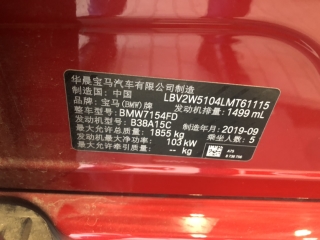 华晨宝马汽车有限公司制造
制造国: 中国 LBV2W5104LMT61115
品牌: 宝马(BMW)牌 发动机排量: 1499 mL
整车型号: BMW7154FD
最大允许总质量: 1855 kg 制造年月: 2019-09
发动机型号: B38A15C 乘坐人数: 5
发动机最大净功率: 103 kW
最大允许牵引质量: -- kg
A75